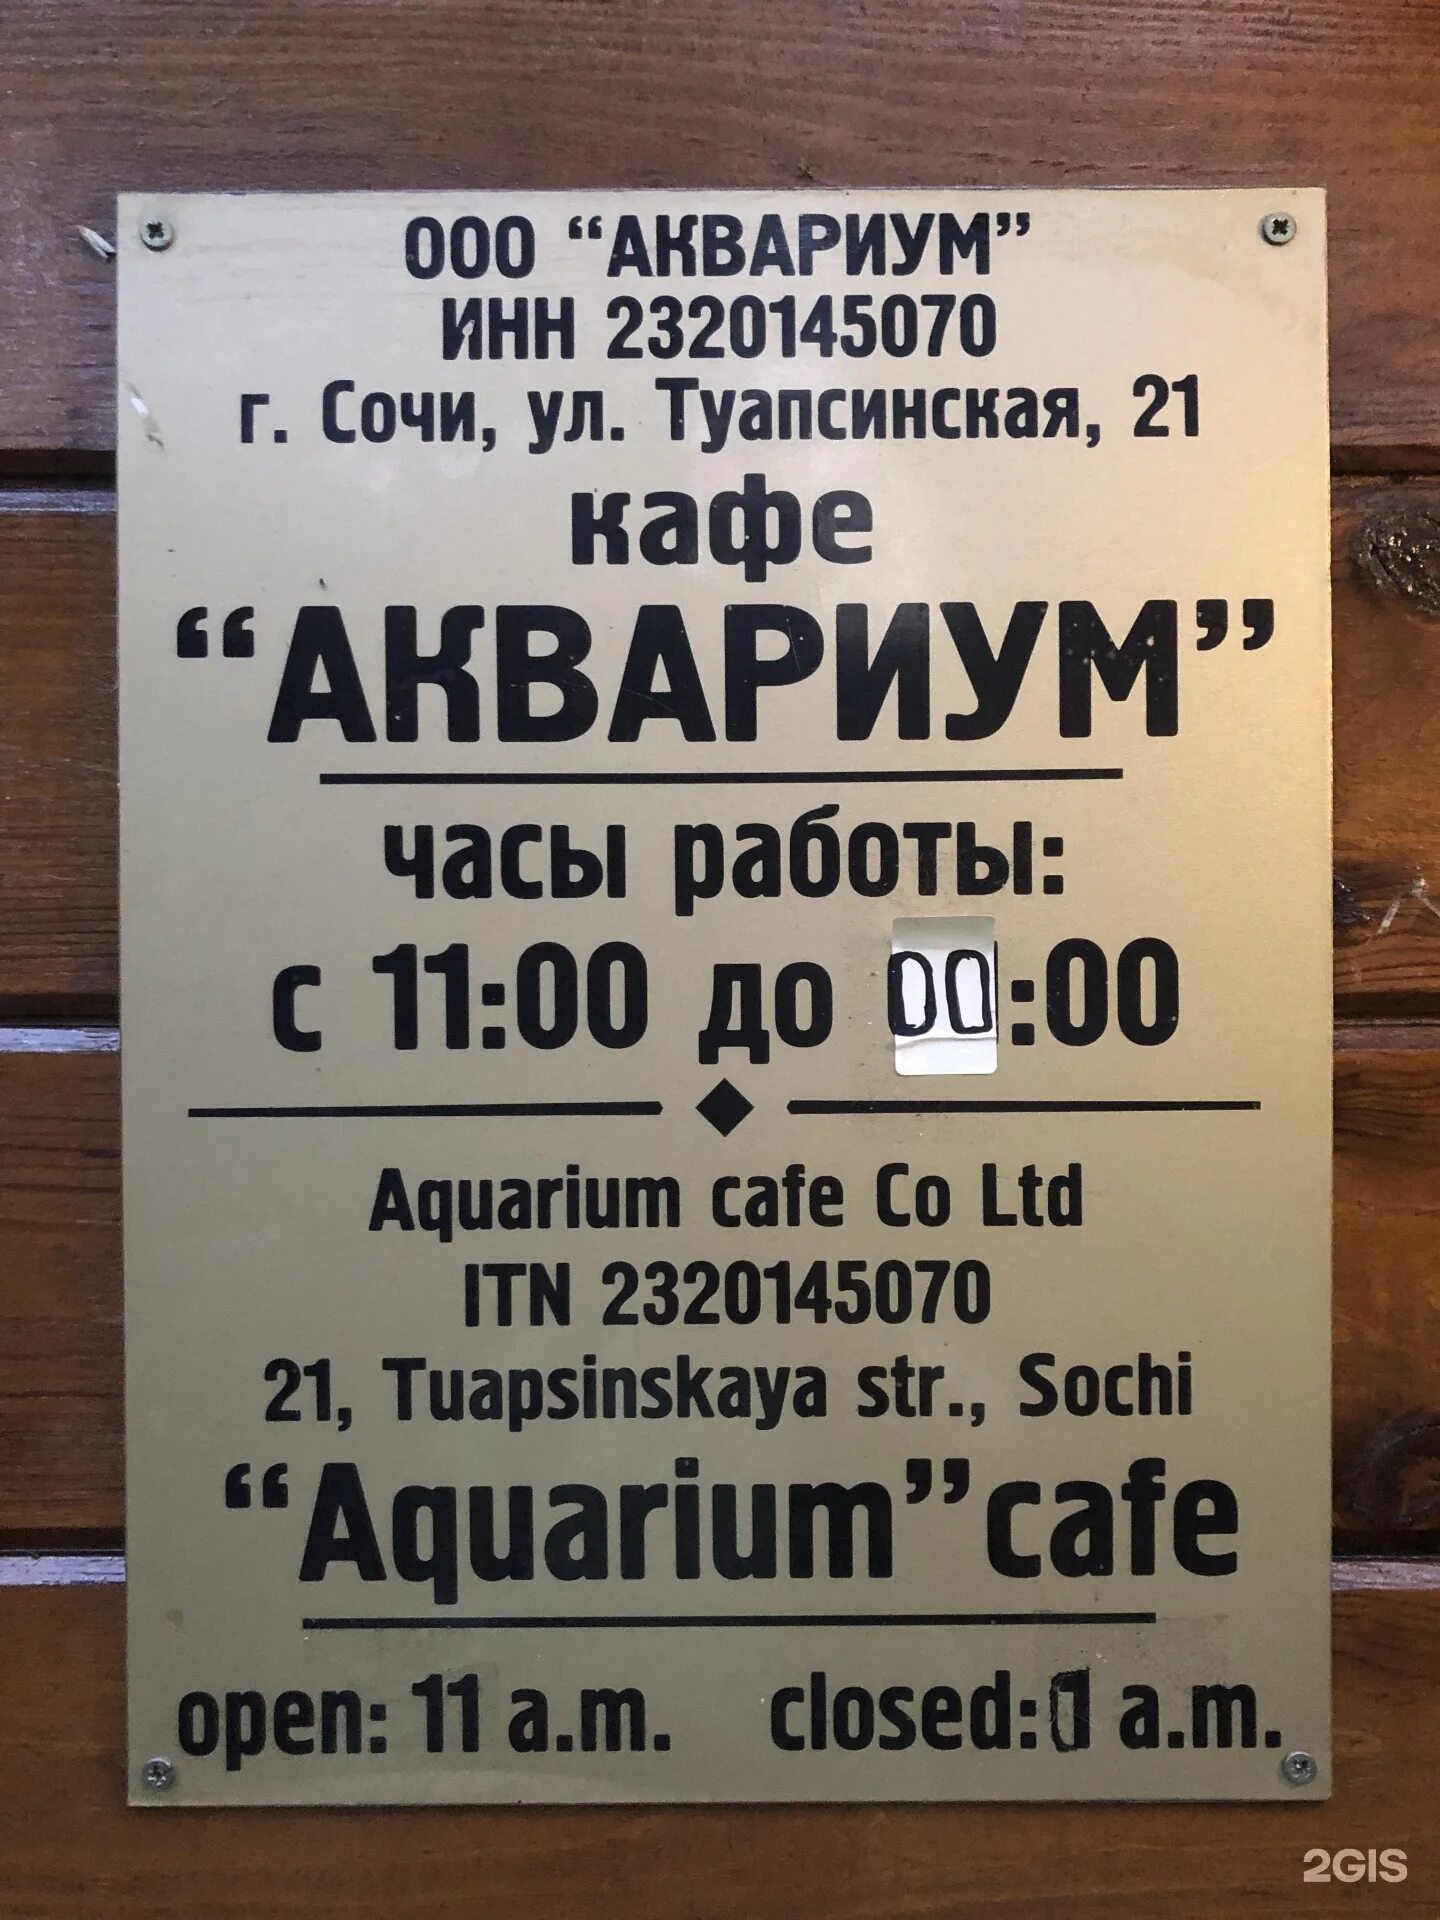 ООО “АКВАРИУМ”
ИНН 2320145070
г. Сочи, ул. Туапсинская, 21
кафе
“АКВАРИУМ”
часы работы:
с 11:00 до 00:00
Aquarium cafe Co Ltd
ITN 2320145070
21, Tuapsinskaya str., Sochi
“Aquarium” cafe
open: 11 a.m. closed: a.m.
2GIS